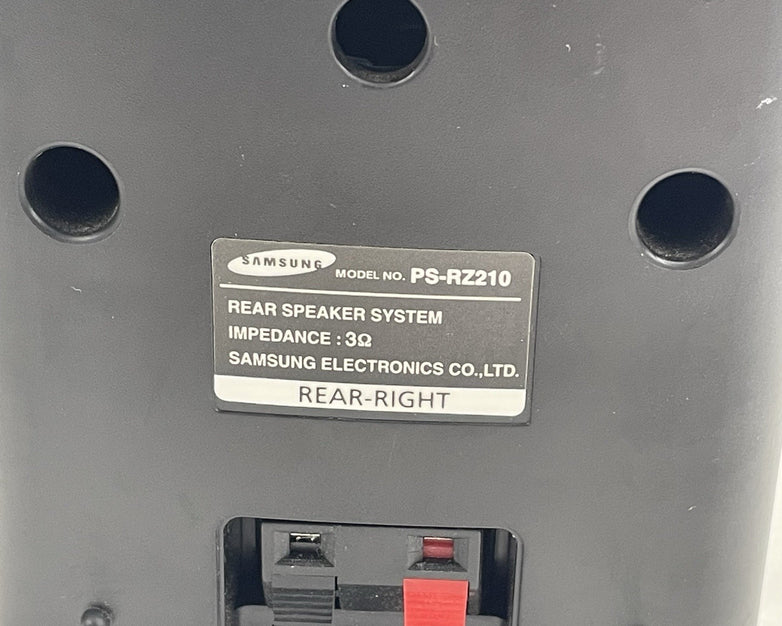 SAMSUNG MODEL NO. PS-RZ210
REAR SPEAKER SYSTEM
IMPEDANCE : 3Ω
SAMSUNG ELECTRONICS CO.,LTD.
REAR-RIGHT